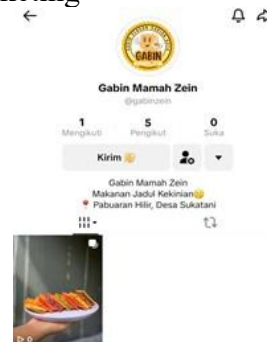 Gabin Mamah Zein
@gabinzein
1 5 0
Mengikuti Pengikut Suka
Kirim
Gabin Mamah Zein
Makanan Jadul Kekinian
Pabuaran Hilir, Desa Sukatani
GABIN
0